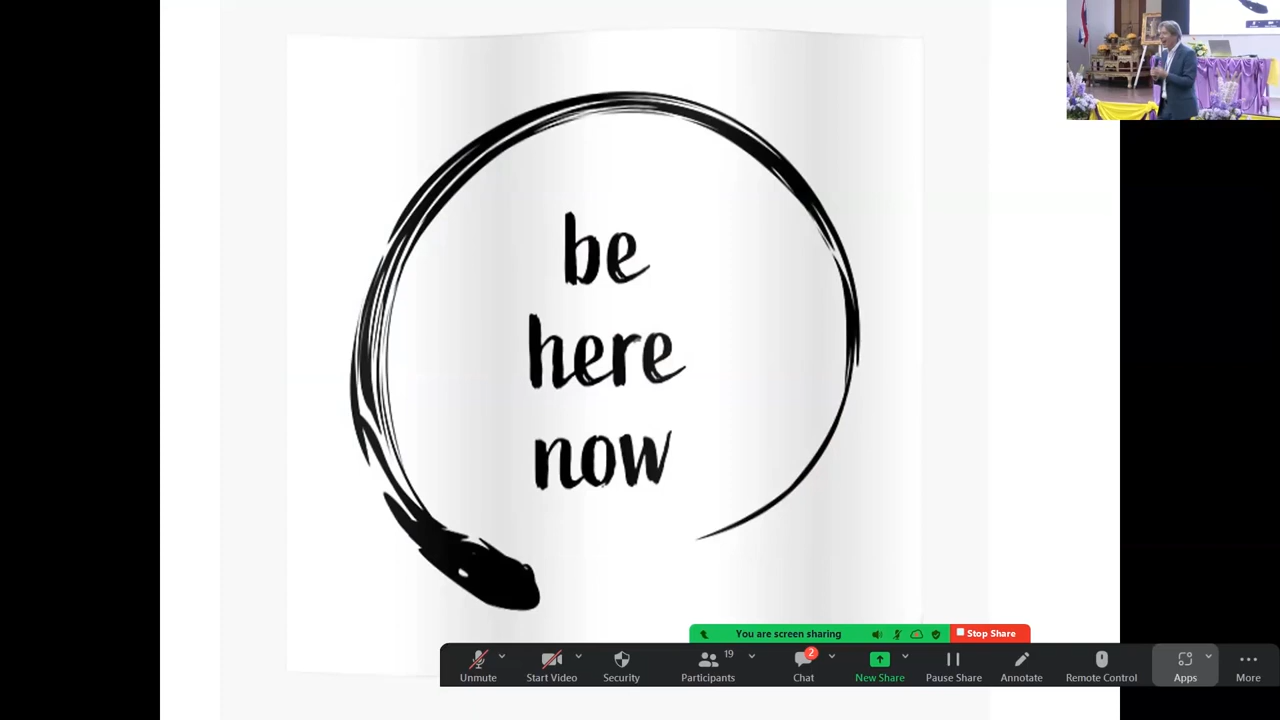 be
here
now
You are screen sharing
Stop Share
Unmute
Start Video
Security
Participants
19
Chat
2
New Share
Pause Share
Annotate
Remote Control
Apps
More